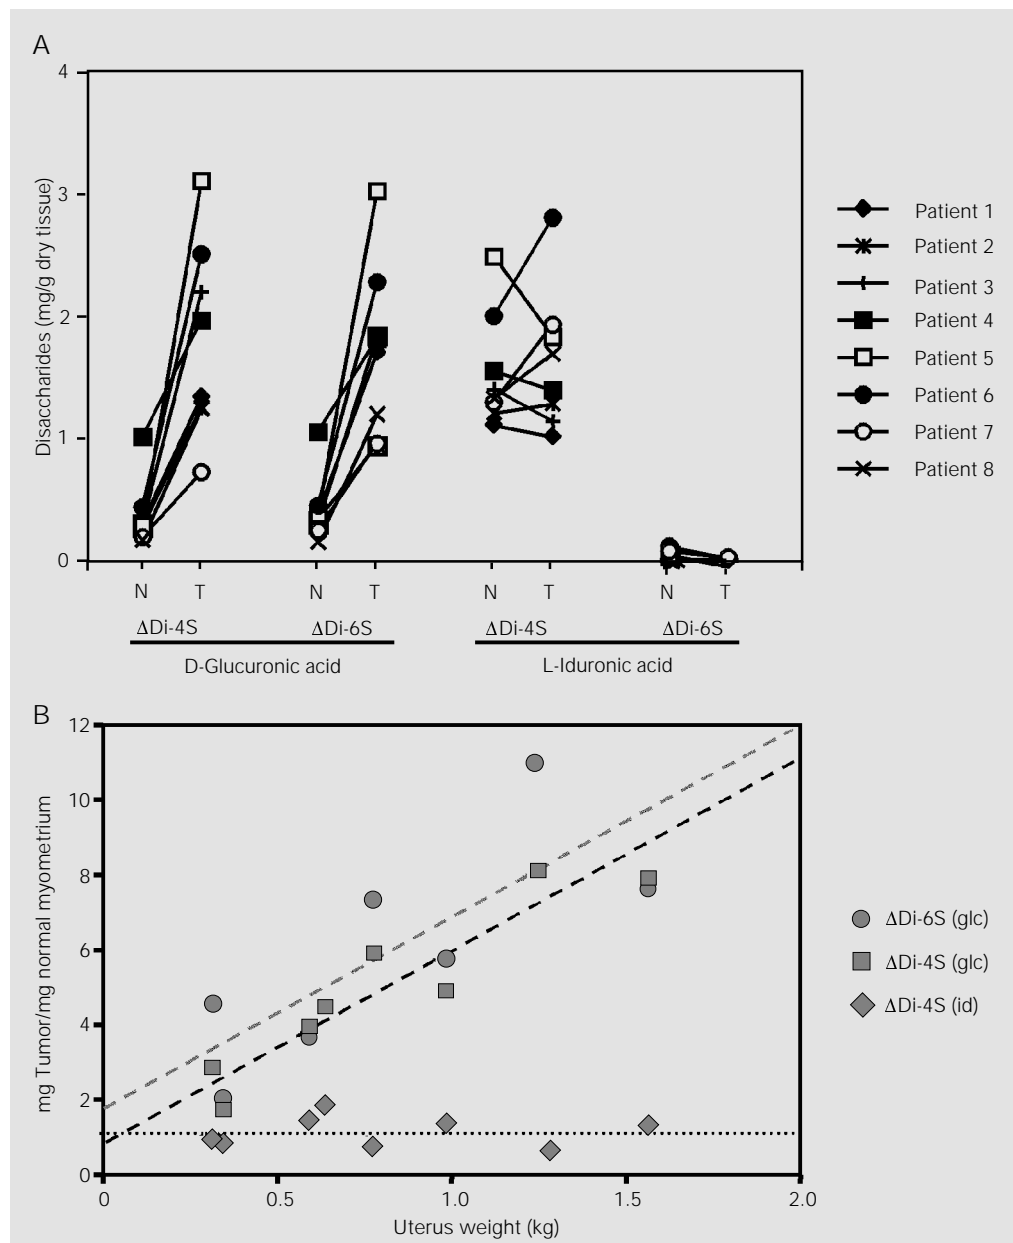 A
4
3
2
1
0
Disaccharides (mg/g dry tissue)
N T N T N T N T
ΔDi-4S ΔDi-6S ΔDi-4S ΔDi-6S
D-Glucuronic acid L-Iduronic acid
Patient 1
Patient 2
Patient 3
Patient 4
Patient 5
Patient 6
Patient 7
Patient 8
B
12
10
8
6
4
2
0
mg Tumor/mg normal myometrium
0 0.5 1.0 1.5 2.0
Uterus weight (kg)
ΔDi-6S (glc)
ΔDi-4S (glc)
ΔDi-4S (id)